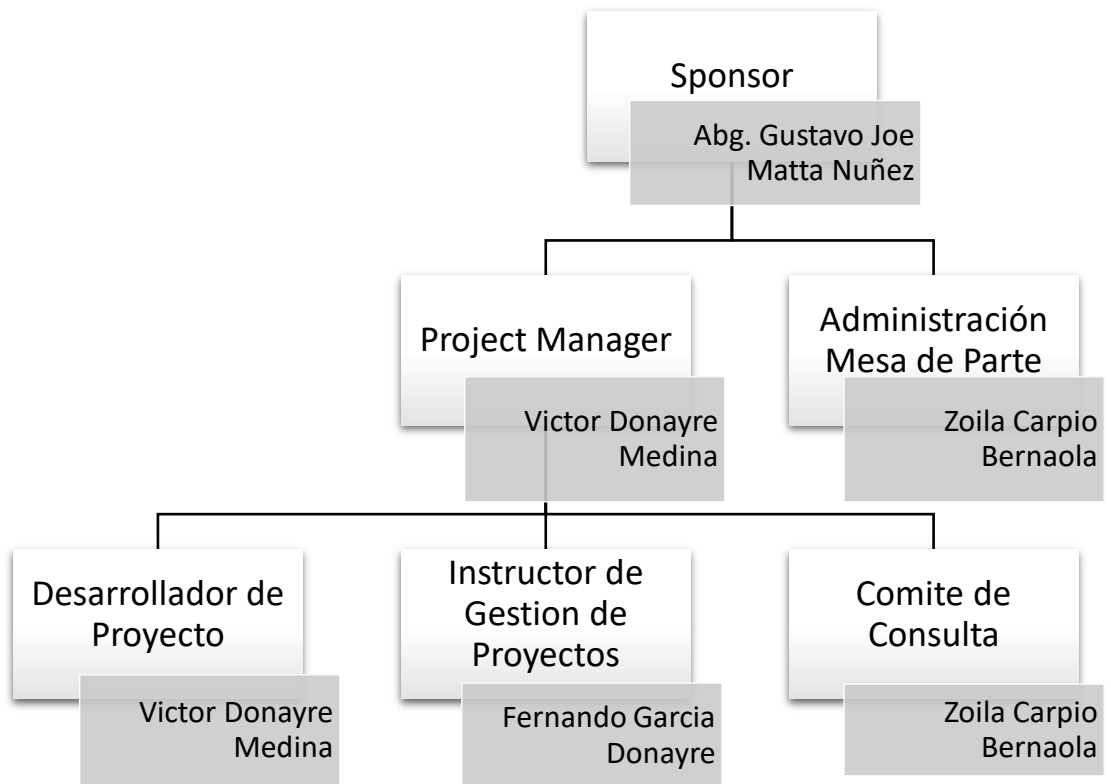 Sponsor
Abg. Gustavo Joe
Matta Nuñez
Project Manager
Victor Donayre
Medina
Administración
Mesa de Parte
Zoila Carpio
Bernaola
Desarrollador de
Proyecto
Victor Donayre
Medina
Instructor de
Gestion de
Proyectos
Fernando Garcia
Donayre
Comite de
Consulta
Zoila Carpio
Bernaola